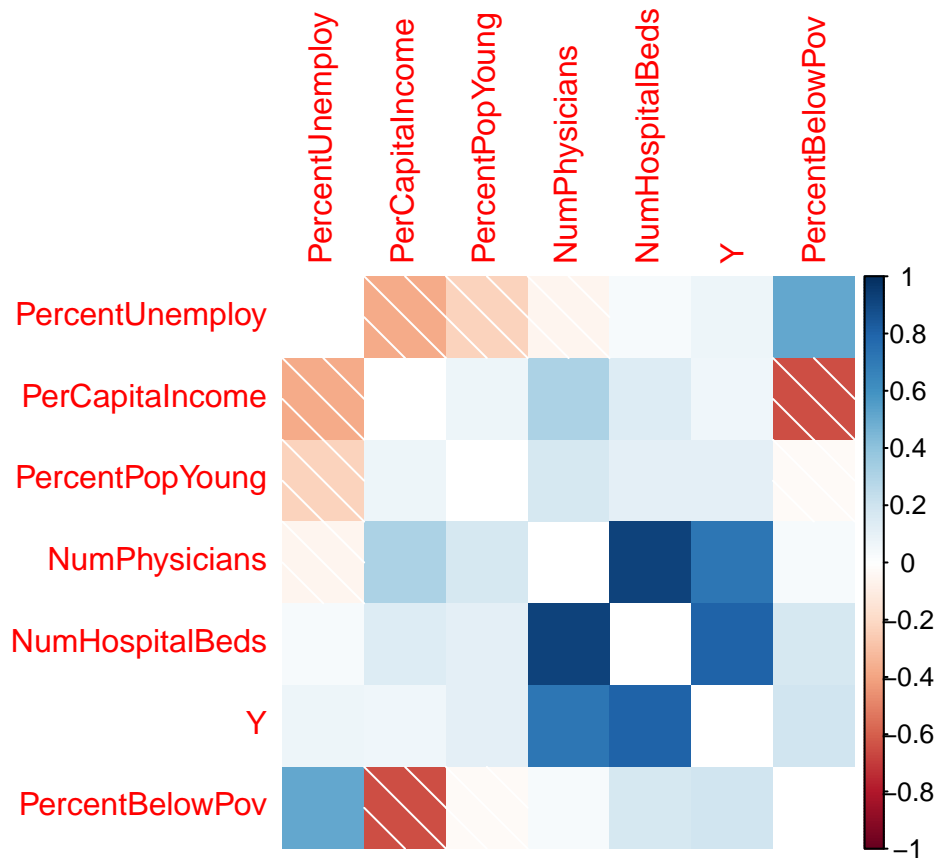 PercentUnemploy
PerCapitaIncome
PercentPopYoung
NumPhysicians
NumHospitalBeds
Y
PercentBelowPov
PercentUnemploy
PerCapitaIncome
PercentPopYoung
NumPhysicians
NumHospitalBeds
Y
PercentBelowPov
1
0.8
0.6
0.4
0.2
0
−0.2
−0.4
−0.6
−0.8
−1